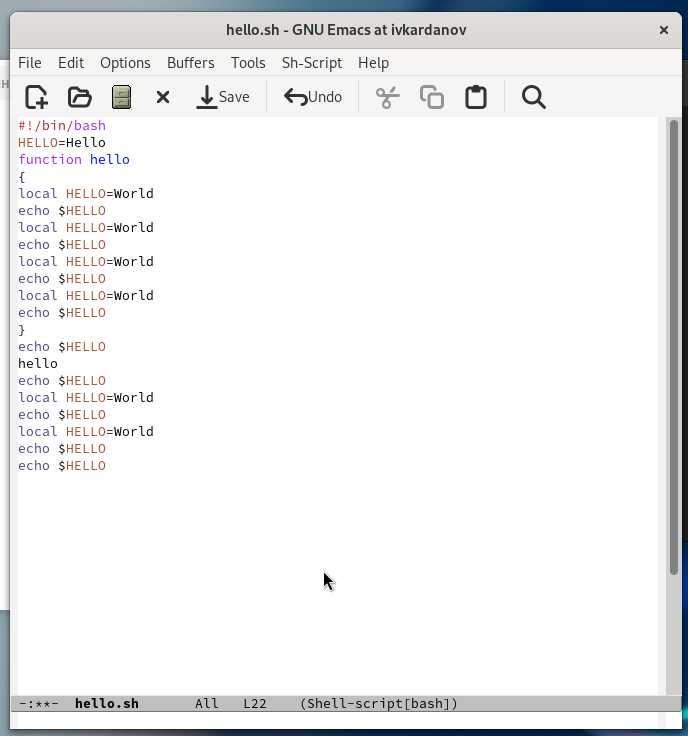 hello.sh - GNU Emacs at ivkardanov
File Edit Options Buffers Tools Sh-Script Help
Save Undo
#!/bin/bash
HELLO=Hello
function hello
{
local HELLO=World
echo $HELLO
local HELLO=World
echo $HELLO
local HELLO=World
echo $HELLO
local HELLO=World
echo $HELLO
}
echo $HELLO
hello
echo $HELLO
local HELLO=World
echo $HELLO
local HELLO=World
echo $HELLO
echo $HELLO
-:**- hello.sh All L22 (Shell-script[bash])